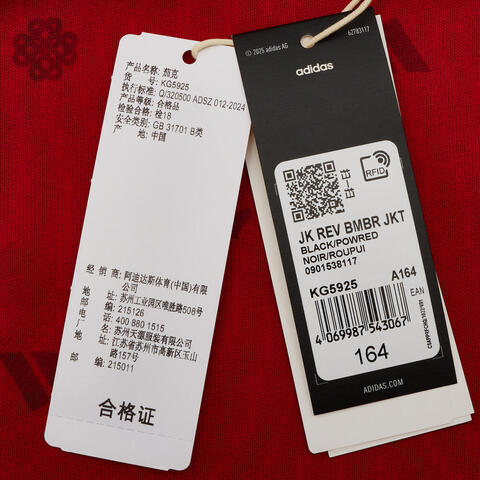 产品名称: 茄克
货 号: KG5925
执行标准: Q/320500 ADSZ 012-2024
产品等级: 合格品
检验合格: 检18
安全类别: GB 31701 B类
产 地: 中国
经 销 商: 阿迪达斯体育(中国)有限公司
地 址: 苏州工业园区唯胜路508号
邮 编: 215126
电 话: 400 880 1515
厂 名: 苏州天源服装有限公司
地 址: 江苏省苏州市高新区玉山路157号
邮 编: 215011
合格证
© 2025 adidas AG
62783117
adidas
扫一扫
RFID
JK REV BMBR JKT
BLACK/POWRED
NOIR/ROUPUI
0901538117
KG5925 A164
EAN
4 069987 543067
164
ADIDAS.COM